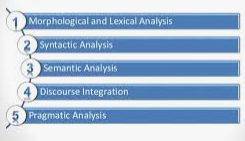 1 Morphological and Lexical Analysis
2 Syntactic Analysis
3 Semantic Analysis
4 Discourse Integration
5 Pragmatic Analysis